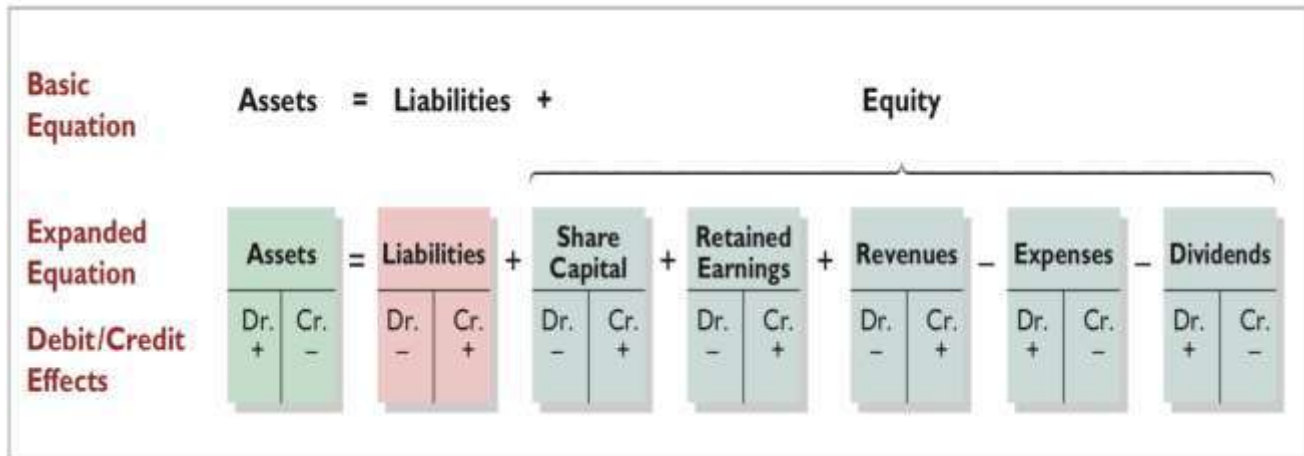 Basic
Equation
Assets = Liabilities + Equity
Expanded
Equation
Assets = Liabilities + Share Capital + Retained Earnings + Revenues – Expenses – Dividends
Debit/Credit
Effects
Dr. Cr. Dr. Cr. Dr. Cr. Dr. Cr. Dr. Cr. Dr. Cr. Dr. Cr.
+ – – + – + – + – + + – + –